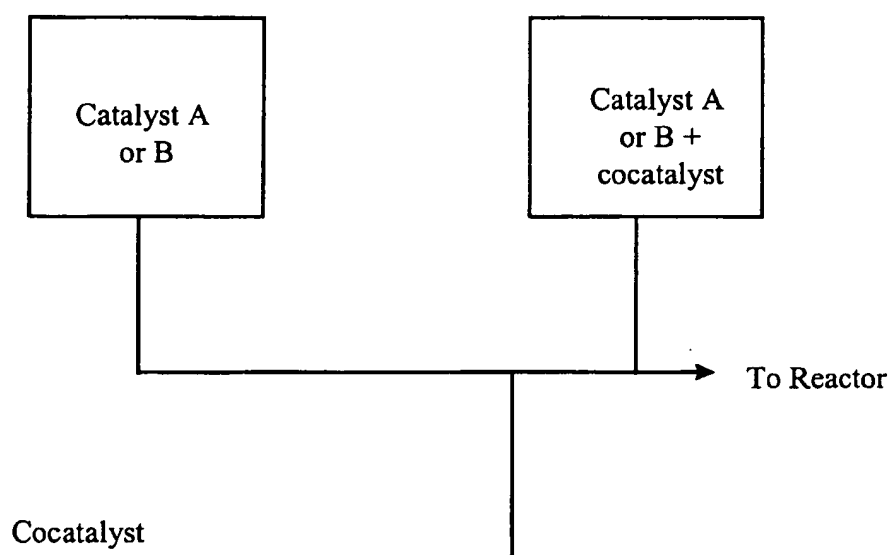 Catalyst A
or B
Catalyst A
or B +
cocatalyst
To Reactor
Cocatalyst